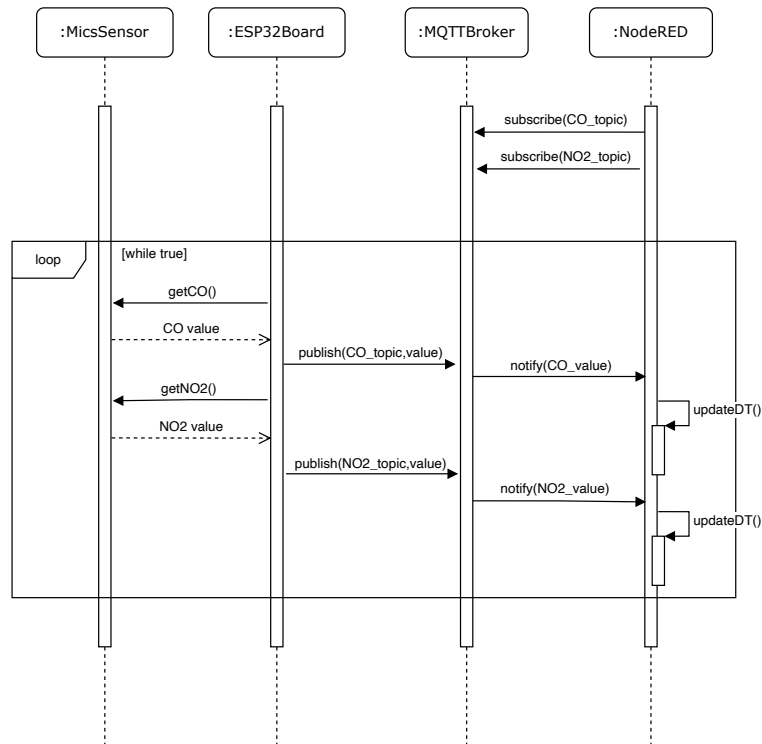 :MicsSensor
:ESP32Board
:MQTTBroker
:NodeRED
subscribe(CO_topic)
subscribe(NO2_topic)
loop
[while true]
getCO()
CO value
publish(CO_topic,value)
notify(CO_value)
getNO2()
updateDT()
NO2 value
publish(NO2_topic,value)
notify(NO2_value)
updateDT()